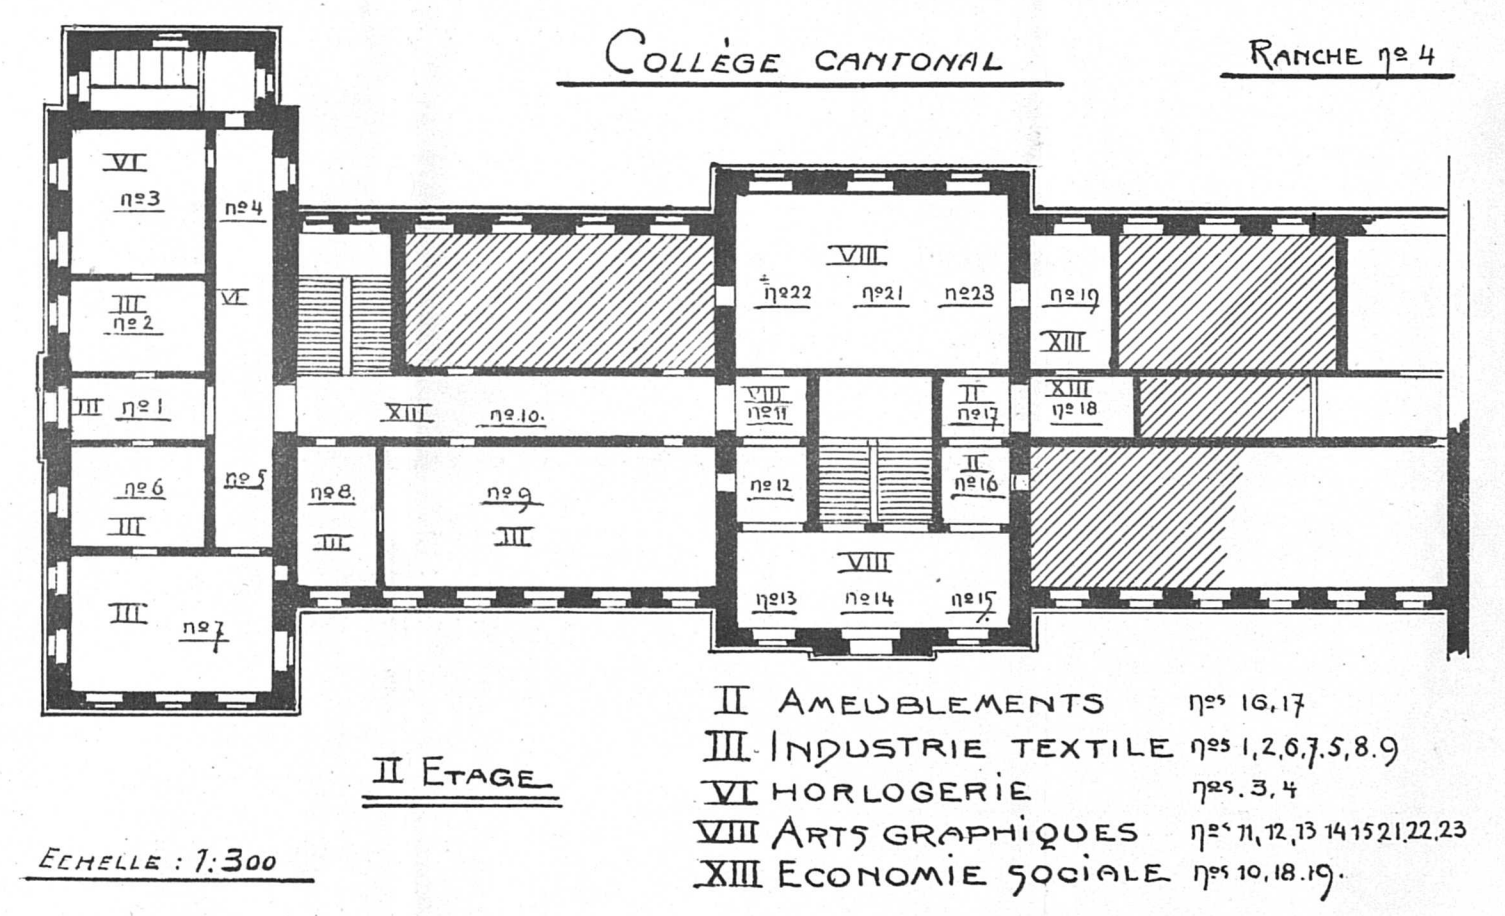 COLLÈGE CANTONAL
RANCHE nº 4
VI
nº3
nº4
III
nº2
VI
III nº1
nº6
III
nº5
III
nº7
XIII nº10.
nº8.
III
nº9
III
VIII
nº22 nº21 nº23
nº19
XIII
VIII
nº11
II
nº17
XIII
nº18
nº12
II
nº16
VIII
nº13 nº14 nº15.
II AMEUBLEMENTS nos 16,17
III- INDUSTRIE TEXTILE nos 1,2,6,7.5,8.9
VI HORLOGERIE nos. 3,4
VIII ARTS GRAPHIQUES nos 11,12,13 14 15 21.22,23
XIII ECONOMIE SOCIALE nos 10,18.19.
II ETAGE
ECHELLE : 1:300